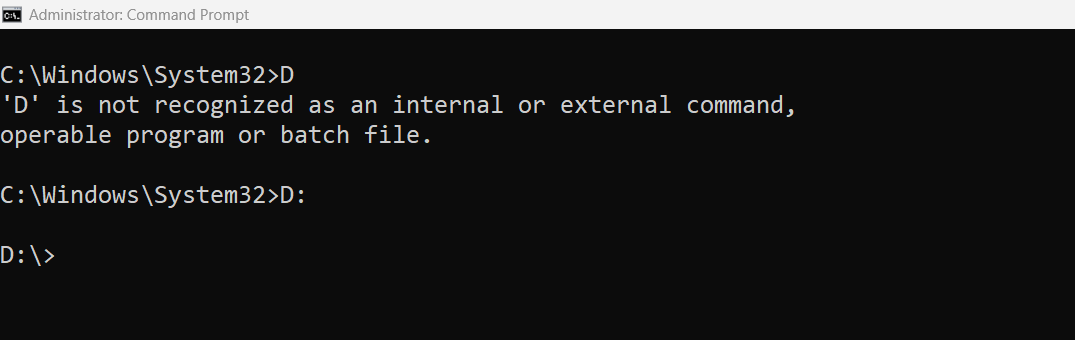 Administrator: Command Prompt
C:\Windows\System32>D
'D' is not recognized as an internal or external command,
operable program or batch file.
C:\Windows\System32>D:
D:\>